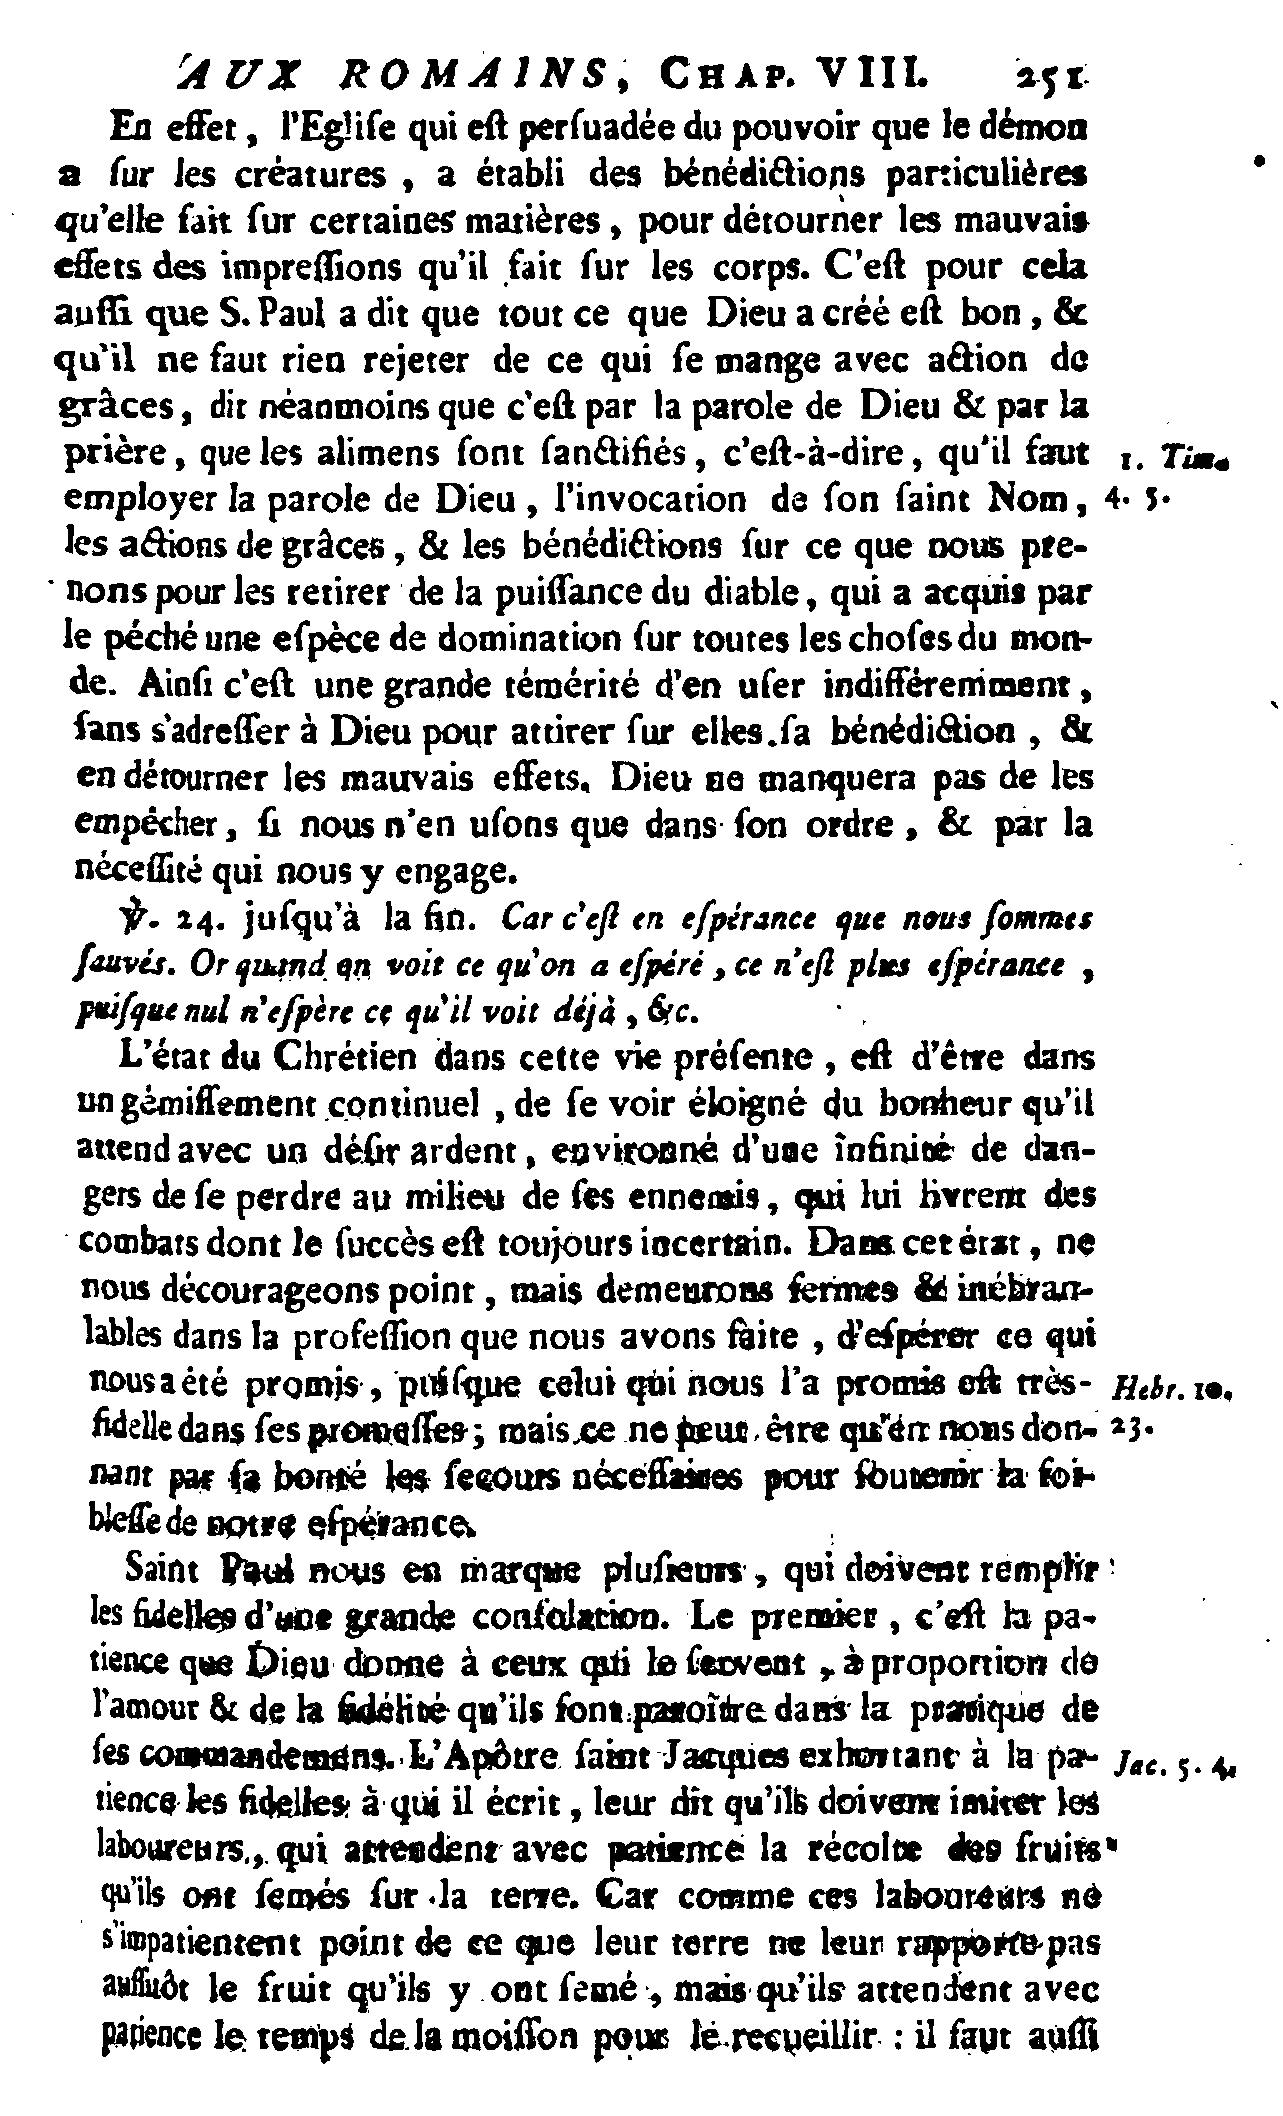 AUX ROMAINS, CHAP. VIII. 251
En effet, l'Egliſe qui eſt perſuadée du pouvoir que le démon
a ſur les créatures, a établi des bénédictions particulières
qu'elle fait ſur certaines matières, pour détourner les mauvais
effets des impreſſions qu'il fait ſur les corps. C'eſt pour cela
auſſi que S. Paul a dit que tout ce que Dieu a créé eſt bon, &
qu'il ne faut rien rejeter de ce qui ſe mange avec action de
grâces, dit néanmoins que c'eſt par la parole de Dieu & par la
prière, que les alimens ſont ſanctifiés, c'eſt-à-dire, qu'il faut
1. Tim.
employer la parole de Dieu, l'invocation de ſon ſaint Nom,
4. 5.
les actions de grâces, & les bénédictions ſur ce que nous pre-
nons pour les retirer de la puiſſance du diable, qui a acquis par
le péché une eſpèce de domination ſur toutes les choſes du mon-
de. Ainſi c'eſt une grande témérité d'en uſer indifféremment,
ſans s'adreſſer à Dieu pour attirer ſur elles ſa bénédiction, &
en détourner les mauvais effets. Dieu ne manquera pas de les
empêcher, ſi nous n'en uſons que dans ſon ordre, & par la
néceſſité qui nous y engage.
℣. 24. juſqu'à la fin. Car c'eſt en eſpérance que nous ſommes
ſauvés. Or quand on voit ce qu'on a eſpéré, ce n'eſt plus eſpérance,
puiſque nul n'eſpère ce qu'il voit déjà, &c.
L'état du Chrétien dans cette vie préſente, eſt d'être dans
un gémiſſement continuel, de ſe voir éloigné du bonheur qu'il
attend avec un déſir ardent, environné d'une infinité de dan-
gers de ſe perdre au milieu de ſes ennemis, qui lui livrent des
combats dont le ſuccès eſt toujours incertain. Dans cet état, ne
nous décourageons point, mais demeurons fermes & inébran-
lables dans la profeſſion que nous avons faite, d'eſpérer ce qui
nous a été promis, puiſque celui qui nous l'a promis eſt très-
Hebr. 10.
fidelle dans ſes promeſſes; mais ce ne peut être qu'en nous don-
23.
nant par ſa bonté les ſecours néceſſaires pour ſoutenir la foi-
bleſſe de notre eſpérance.
Saint Paul nous en marque pluſieurs, qui doivent remplir
les fidelles d'une grande conſolation. Le premier, c'eſt la pa-
tience que Dieu donne à ceux qui le ſervent, à proportion de
l'amour & de la fidélité qu'ils font paroître dans la pratique de
ſes commandemens. L'Apôtre ſaint Jacques exhortant à la pa-
Jac. 5. 4.
tience les fidelles à qui il écrit, leur dit qu'ils doivent imiter les
laboureurs, qui attendent avec patience la récolte des fruits
qu'ils ont ſemés ſur la terre. Car comme ces laboureurs ne
s'impatientent point de ce que leur terre ne leur rapporte pas
auſſitôt le fruit qu'ils y ont ſemé, mais qu'ils attendent avec
patience le temps de la moiſſon pour le recueillir : il faut auſſi